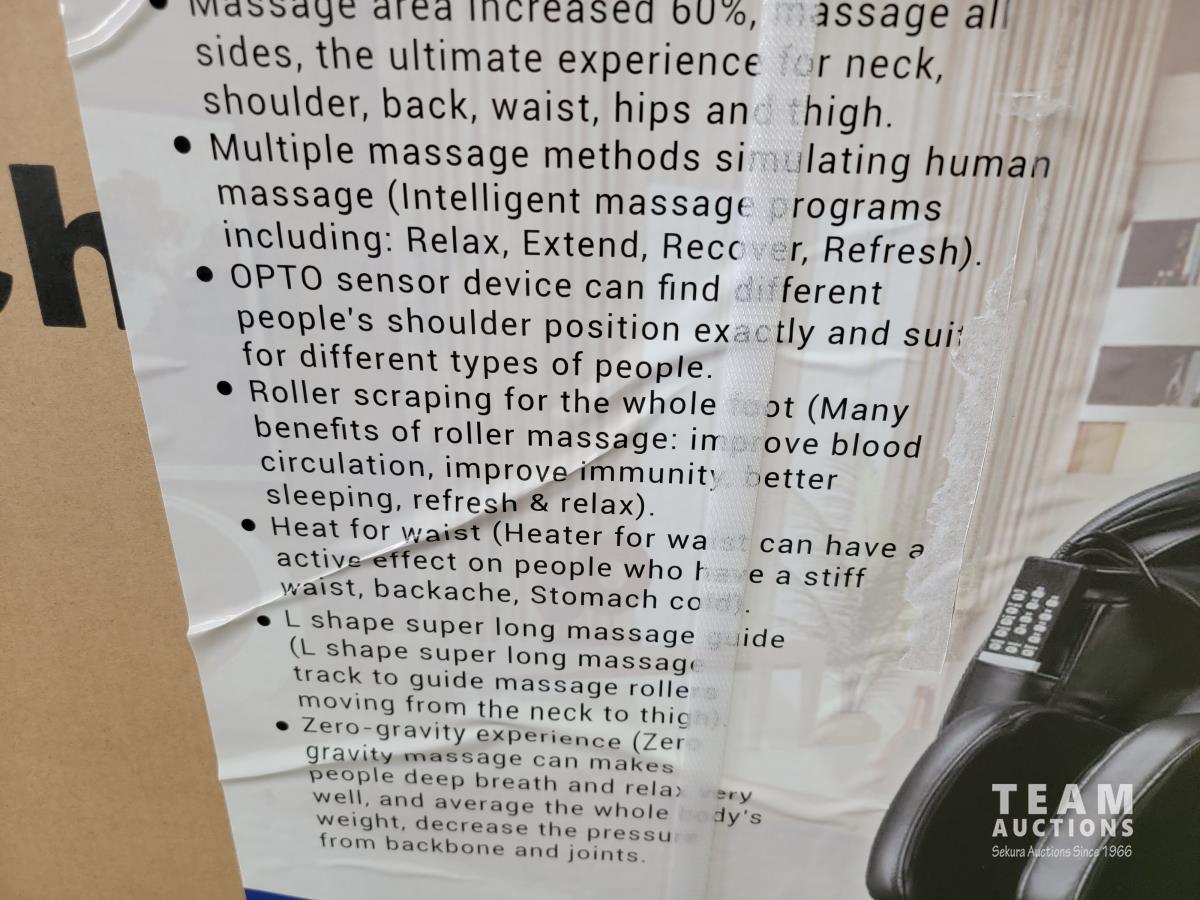 • Massage area increased 60%, massage all
sides, the ultimate experience for neck,
shoulder, back, waist, hips and thigh.
• Multiple massage methods simulating human
massage (Intelligent massage programs
including: Relax, Extend, Recover, Refresh).
• OPTO sensor device can find different
people's shoulder position exactly and suit
for different types of people.
• Roller scraping for the whole foot (Many
benefits of roller massage: improve blood
circulation, improve immunity, better
sleeping, refresh & relax).
• Heat for waist (Heater for waist can have a
active effect on people who have a stiff
waist, backache, Stomach cold).
• L shape super long massage guide
(L shape super long massage
track to guide massage rollers
moving from the neck to thigh).
• Zero-gravity experience (Zero
gravity massage can makes
people deep breath and relax very
well, and average the whole body's
weight, decrease the pressure
from backbone and joints.
h
TEAM
AUCTIONS
Sekura Auctions Since 1966